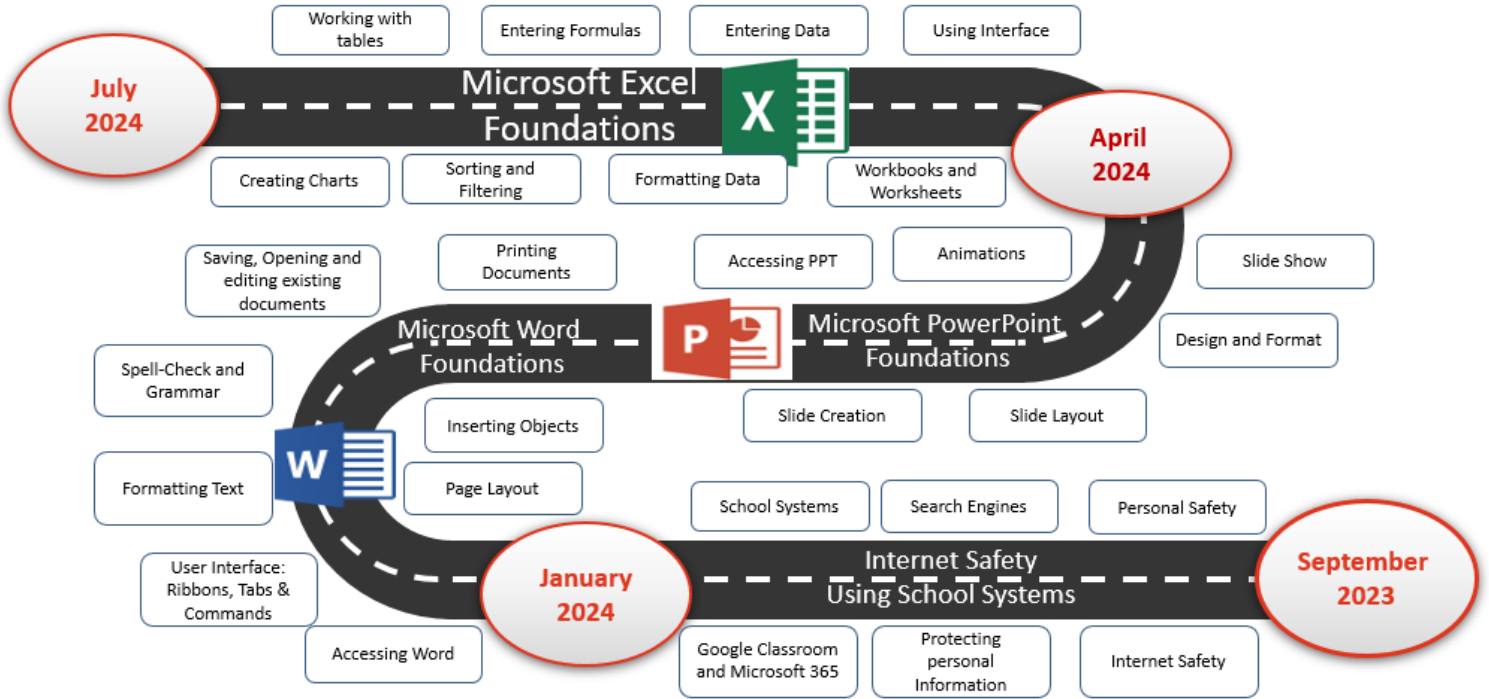 Working with
tables
Entering Formulas
Entering Data
Using Interface
July
2024
Microsoft Excel
Foundations
X
April
2024
Creating Charts
Sorting and
Filtering
Formatting Data
Workbooks and
Worksheets
Saving, Opening and
editing existing
documents
Printing
Documents
Accessing PPT
Animations
Slide Show
Microsoft Word
Foundations
P
Microsoft PowerPoint
Foundations
Design and Format
Spell-Check and
Grammar
Inserting Objects
Slide Creation
Slide Layout
W
Formatting Text
Page Layout
School Systems
Search Engines
Personal Safety
User Interface:
Ribbons, Tabs &
Commands
January
2024
Internet Safety
Using School Systems
September
2023
Accessing Word
Google Classroom
and Microsoft 365
Protecting
personal
Information
Internet Safety